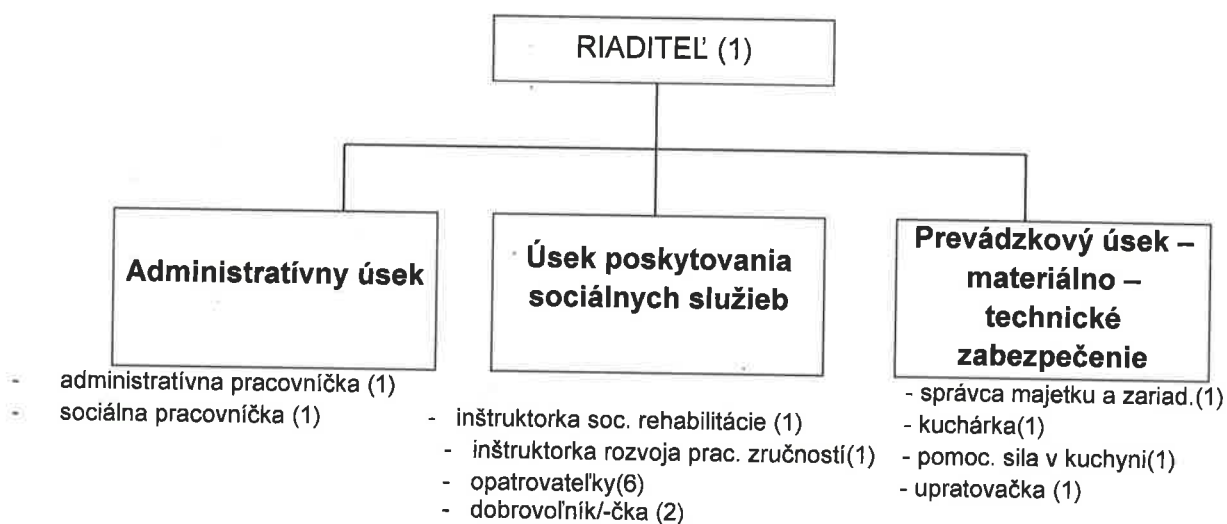 RIADITEĽ (1)
Administratívny úsek
Úsek poskytovania
sociálnych služieb
Prevádzkový úsek –
materiálno –
technické
zabezpečenie
- administratívna pracovníčka (1)
- sociálna pracovníčka (1)
- inštruktorka soc. rehabilitácie (1)
- inštruktorka rozvoja prac. zručností(1)
- opatrovateľky(6)
- dobrovoľník/-čka (2)
- správca majetku a zariad.(1)
- kuchárka(1)
- pomoc. sila v kuchyni(1)
- upratovačka (1)